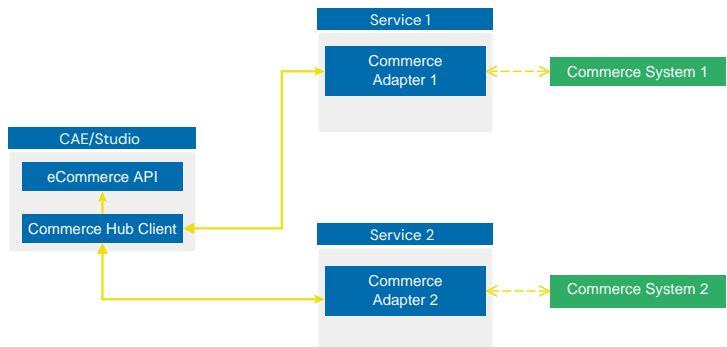 Service 1
Commerce
Adapter 1
Commerce System 1
CAE/Studio
eCommerce API
Commerce Hub Client
Service 2
Commerce
Adapter 2
Commerce System 2